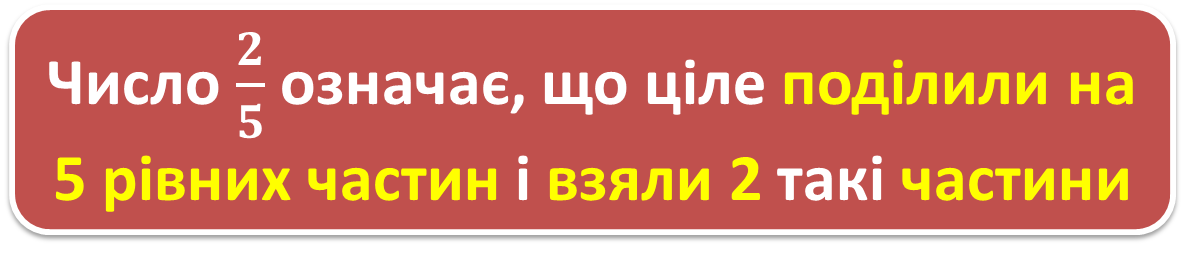 Число 2/5 означає, що ціле поділили на
5 рівних частин і взяли 2 такі частини